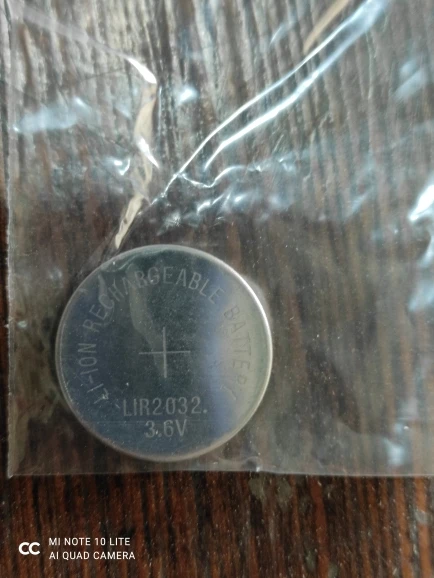 LI-ION RECHARGEABLE BATTERY
+
LIR2032.
3.6V
MI NOTE 10 LITE
AI QUAD CAMERA